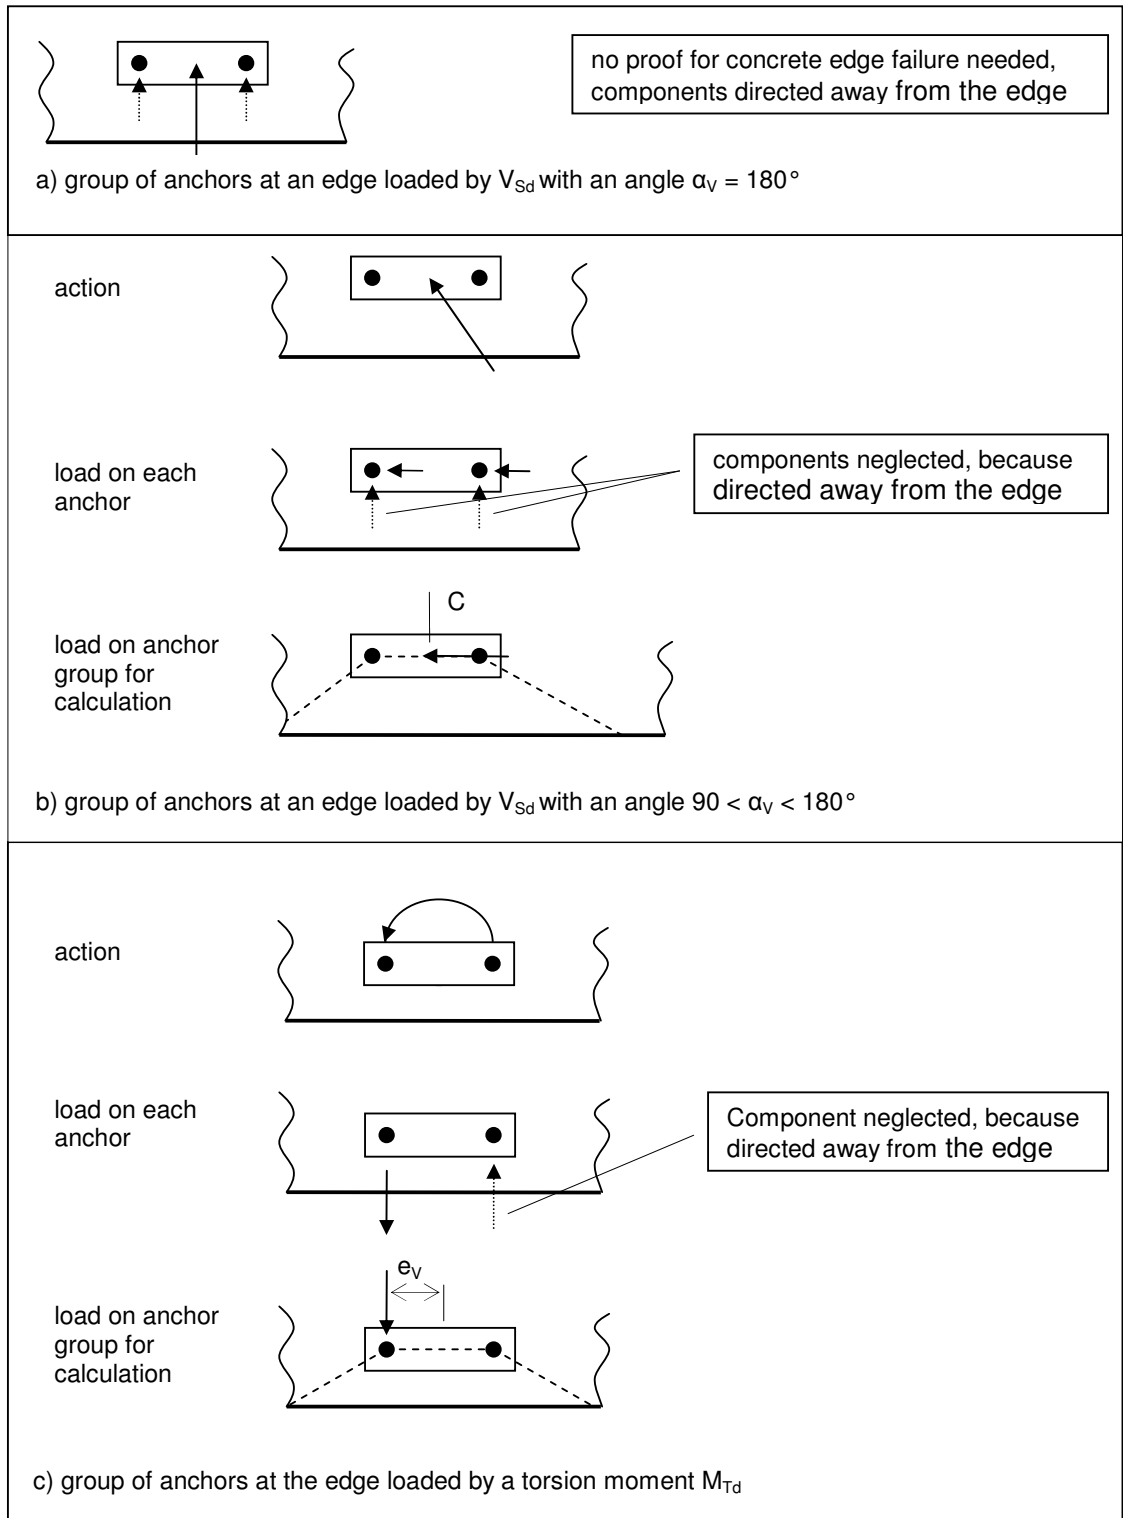 no proof for concrete edge failure needed,
components directed away from the edge
a) group of anchors at an edge loaded by VSd with an angle αV = 180°
action
load on each
anchor
components neglected, because
directed away from the edge
C
load on anchor
group for
calculation
b) group of anchors at an edge loaded by VSd with an angle 90 < αV < 180°
action
load on each
anchor
Component neglected, because
directed away from the edge
eV
load on anchor
group for
calculation
c) group of anchors at the edge loaded by a torsion moment MTd